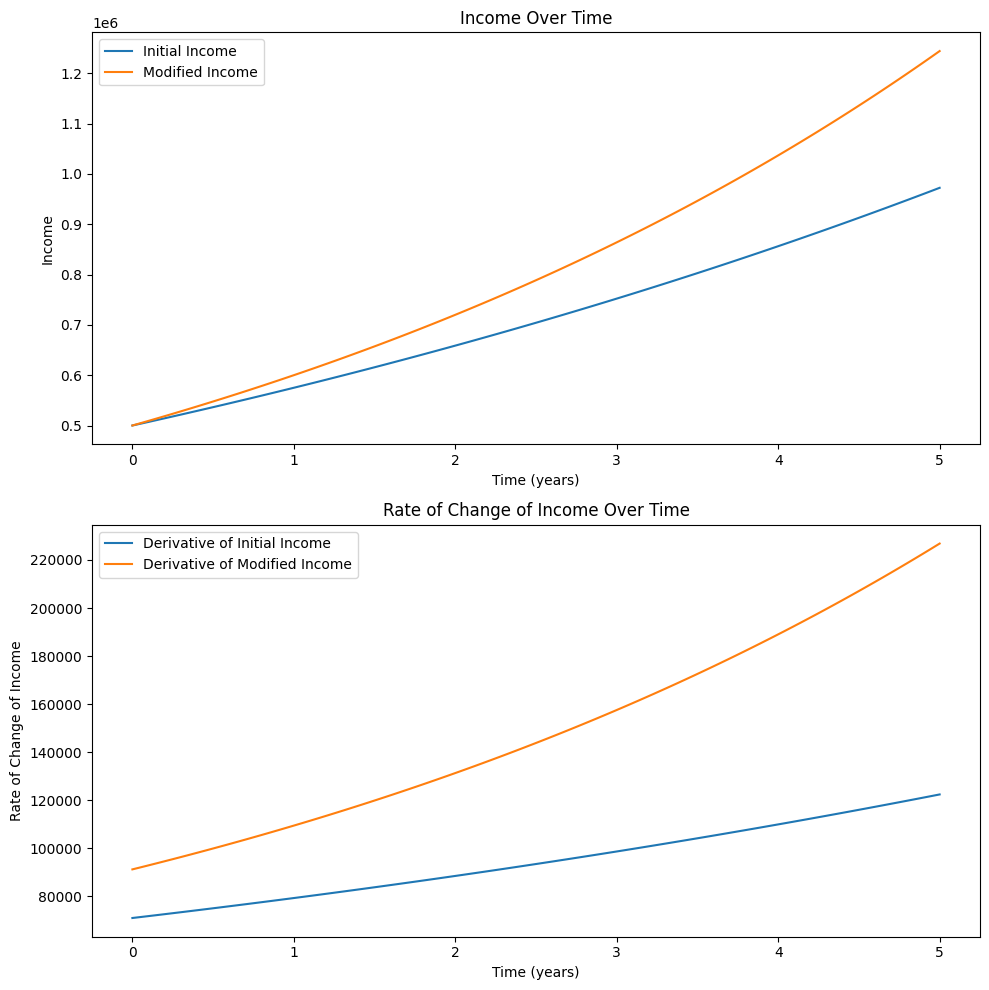 Income Over Time
1e6
Initial Income
Modified Income
1.2
1.1
1.0
0.9
0.8
0.7
0.6
0.5
Income
0 1 2 3 4 5
Time (years)
Rate of Change of Income Over Time
Derivative of Initial Income
Derivative of Modified Income
220000
200000
180000
160000
140000
120000
100000
80000
Rate of Change of Income
0 1 2 3 4 5
Time (years)